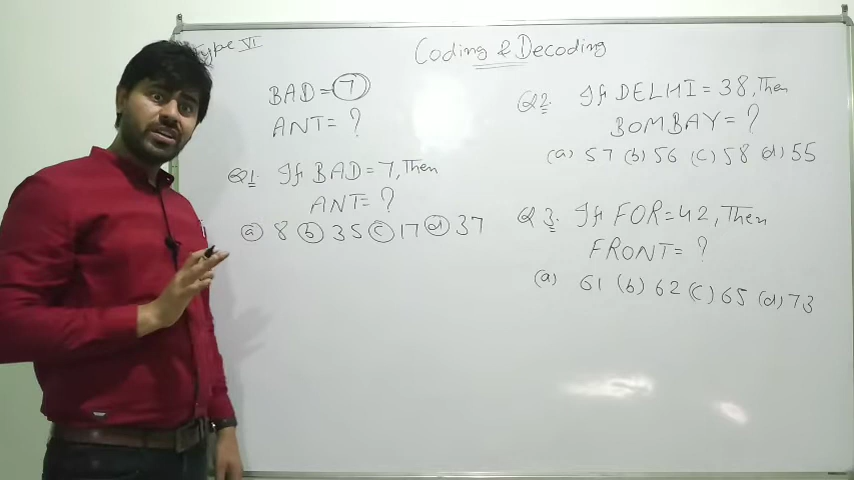 Type VI
Coding & Decoding
BAD = 7
ANT = ?
Q1. If BAD = 7, Then
ANT = ?
(a) 8 (b) 35 (c) 17 (d) 37
Q2. If DELHI = 38, Then
BOMBAY = ?
(a) 57 (b) 56 (c) 58 (d) 55
Q3. If FOR = 42, Then
FRONT = ?
(a) 61 (b) 62 (c) 65 (d) 73